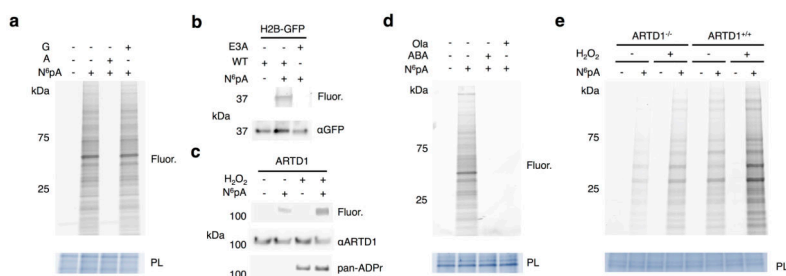 a
G - - - +
A - - + -
N⁶pA - + + +
kDa
75
25
Fluor.
PL
b
H2B-GFP
E3A - - +
WT + + -
N⁶pA - + +
37 Fluor.
kDa
37 αGFP
c
ARTD1
H₂O₂ - - + +
N⁶pA - + - +
100 Fluor.
kDa
100 αARTD1
100 pan-ADPr
d
Ola - - - +
ABA - - + -
N⁶pA - + + +
kDa
75
25
Fluor.
PL
e
ARTD1⁻/⁻ ARTD1⁺/⁺
H₂O₂ - + - +
N⁶pA - + - + - + - +
kDa
75
25
PL